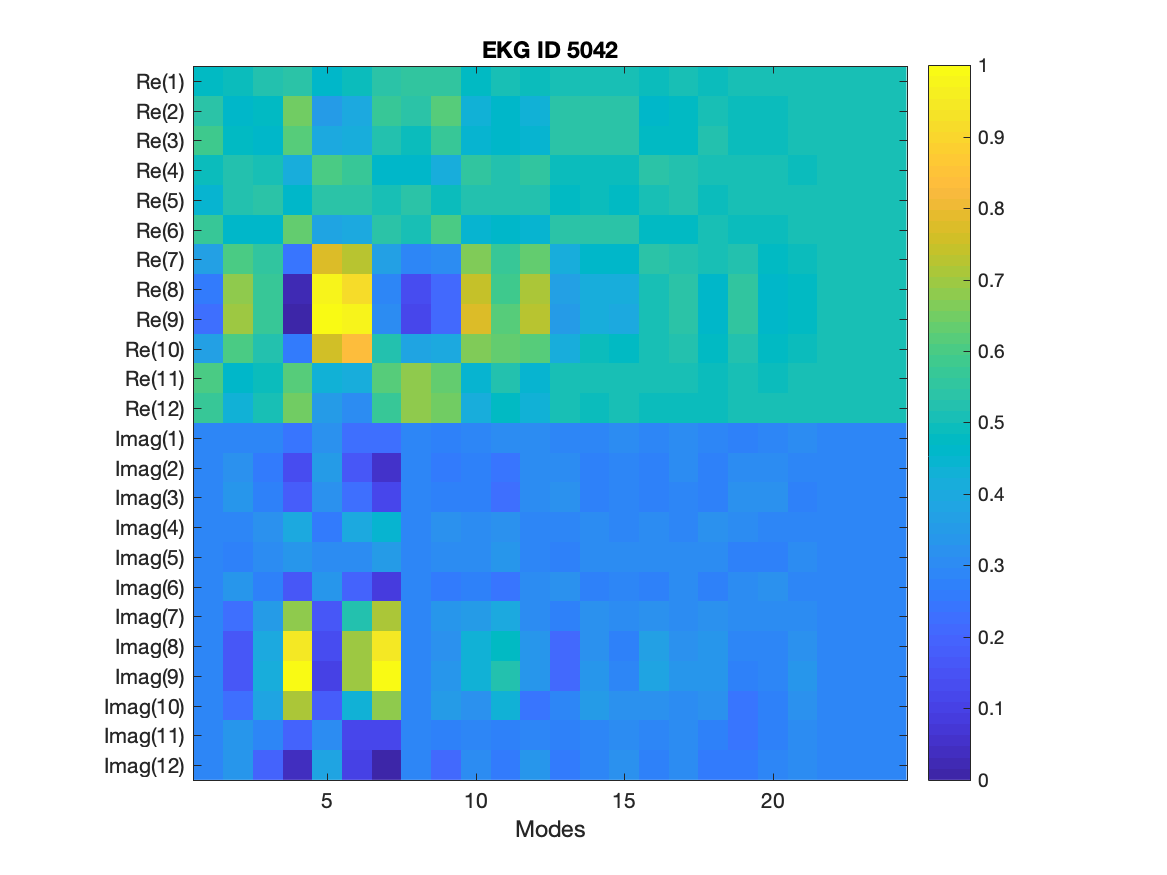 EKG ID 5042
Re(1)
Re(2)
Re(3)
Re(4)
Re(5)
Re(6)
Re(7)
Re(8)
Re(9)
Re(10)
Re(11)
Re(12)
Imag(1)
Imag(2)
Imag(3)
Imag(4)
Imag(5)
Imag(6)
Imag(7)
Imag(8)
Imag(9)
Imag(10)
Imag(11)
Imag(12)
5 10 15 20
Modes
1
0.9
0.8
0.7
0.6
0.5
0.4
0.3
0.2
0.1
0